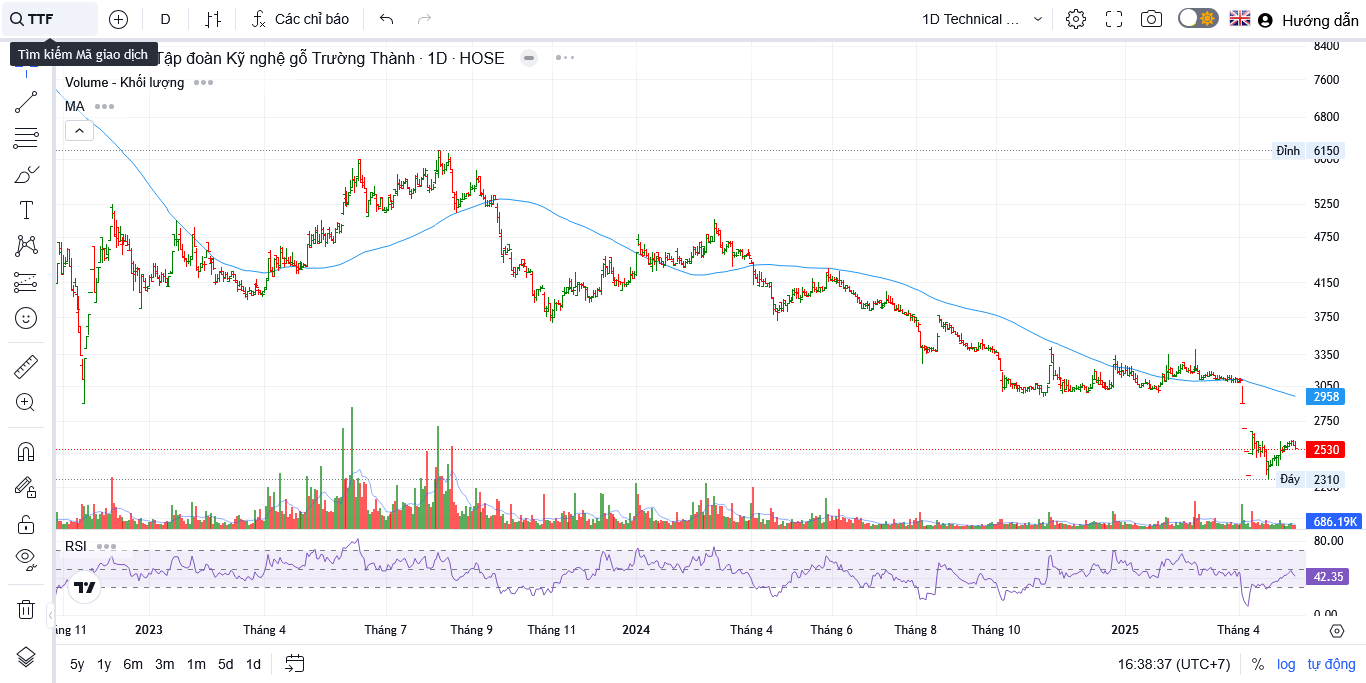 TTF
D
Các chỉ báo
1D Technical ...
Hướng dẫn
Tìm kiếm Mã giao dịch
Tập đoàn Kỹ nghệ gỗ Trường Thành · 1D · HOSE
Volume - Khối lượng
MA
8400
7600
6800
Đỉnh 6150
6000
5250
4750
4150
3750
3350
3050
2958
2750
2530
Đáy 2310
2200
686.19K
RSI
80.00
42.35
0.00
2023
Tháng 4
Tháng 7
Tháng 9
Tháng 11
2024
Tháng 4
Tháng 6
Tháng 8
Tháng 10
2025
Tháng 4
5y 1y 6m 3m 1m 5d 1d
16:38:37 (UTC+7)
% log tự động